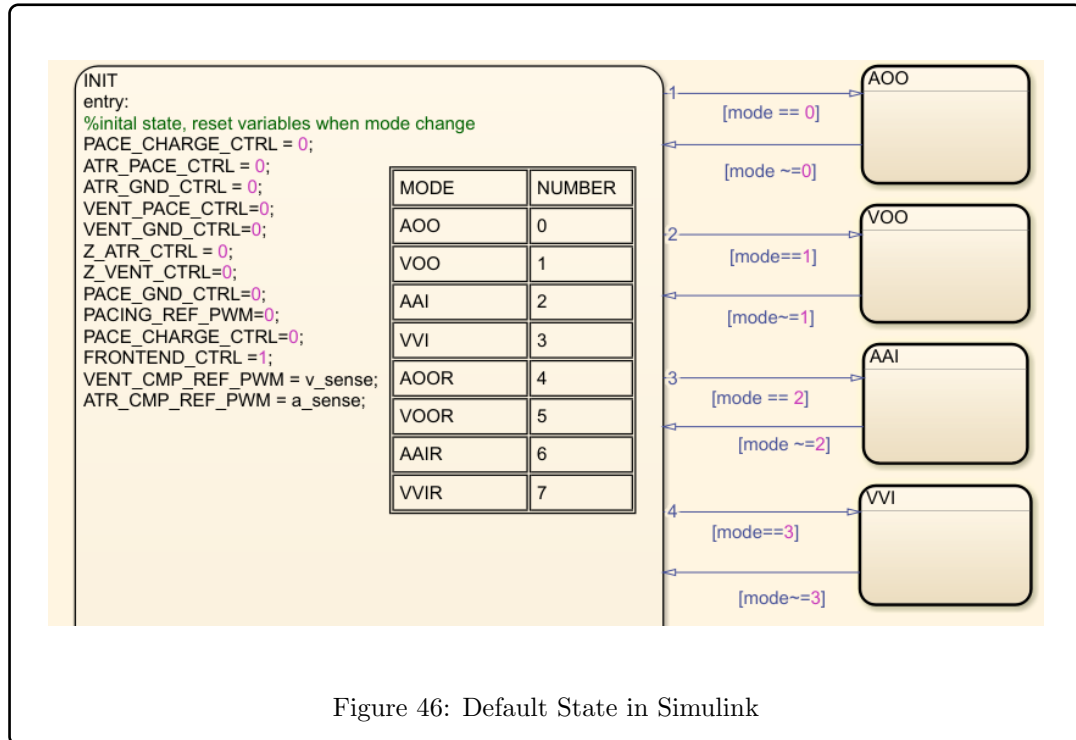 INIT
entry:
%inital state, reset variables when mode change
PACE_CHARGE_CTRL = 0;
ATR_PACE_CTRL = 0;
ATR_GND_CTRL = 0;
VENT_PACE_CTRL=0;
VENT_GND_CTRL=0;
Z_ATR_CTRL = 0;
Z_VENT_CTRL=0;
PACE_GND_CTRL=0;
PACING_REF_PWM=0;
PACE_CHARGE_CTRL=0;
FRONTEND_CTRL =1;
VENT_CMP_REF_PWM = v_sense;
ATR_CMP_REF_PWM = a_sense;
MODE NUMBER
AOO 0
VOO 1
AAI 2
VVI 3
AOOR 4
VOOR 5
AAIR 6
VVIR 7
1
[mode == 0]
[mode ~=0]
AOO
2
[mode==1]
[mode~=1]
VOO
3
[mode == 2]
[mode ~=2]
AAI
4
[mode==3]
[mode~=3]
VVI
Figure 46: Default State in Simulink